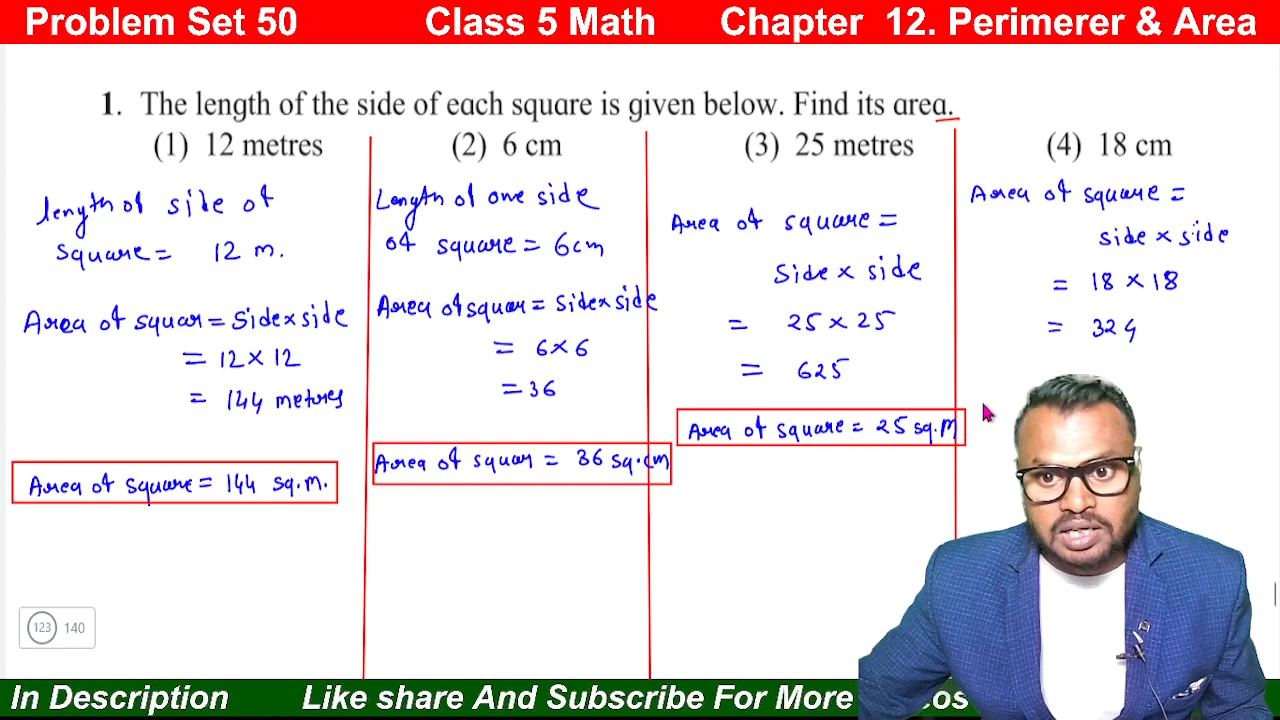 Problem Set 50 Class 5 Math Chapter 12. Perimerer & Area
1. The length of the side of each square is given below. Find its area.
(1) 12 metres
length of side of
square = 12 m.
Area of squar = Side x side
= 12 x 12
= 144 metres
Area of square = 144 sq.m.
(2) 6 cm
Length of one side
of square = 6cm
Area of squar = Side x side
= 6 x 6
= 36
Area of squar = 36 sq.cm
(3) 25 metres
Area of square =
Side x side
= 25 x 25
= 625
Area of square = 25 sq.m
(4) 18 cm
Area of square =
side x side
= 18 x 18
= 324
123 140
In Description Like share And Subscribe For More